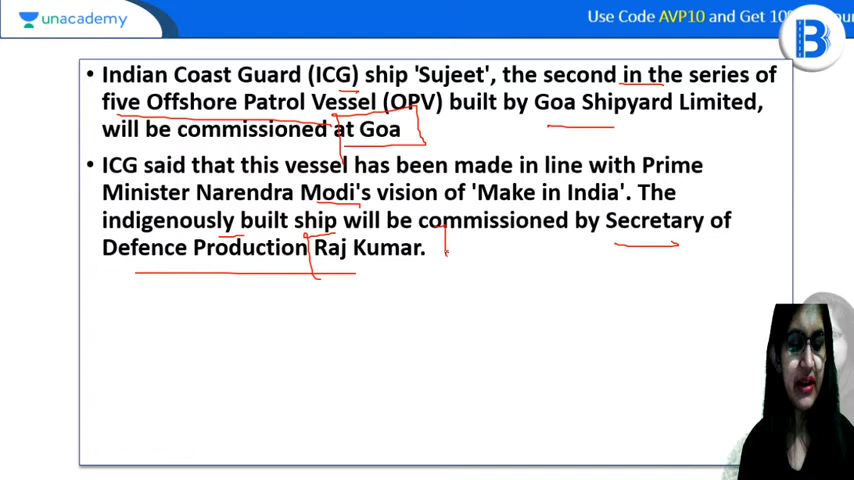 unacademy
Use Code AVP10 and Get 10
B
• Indian Coast Guard (ICG) ship 'Sujeet', the second in the series of
five Offshore Patrol Vessel (OPV) built by Goa Shipyard Limited,
will be commissioned at Goa
• ICG said that this vessel has been made in line with Prime
Minister Narendra Modi's vision of 'Make in India'. The
indigenously built ship will be commissioned by Secretary of
Defence Production Raj Kumar.